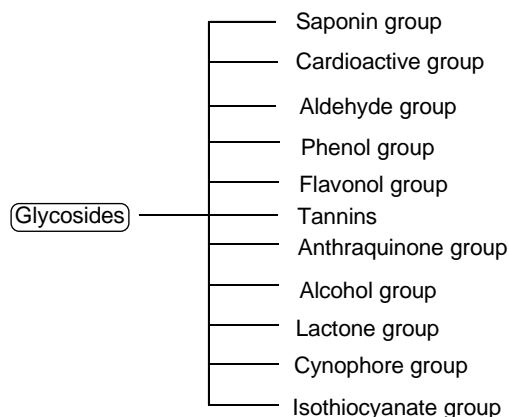 Saponin group
Cardioactive group
Aldehyde group
Phenol group
Flavonol group
Glycosides
Tannins
Anthraquinone group
Alcohol group
Lactone group
Cynophore group
Isothiocyanate group